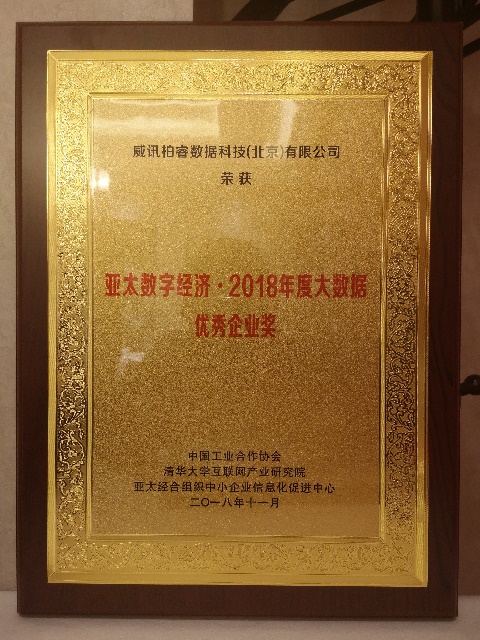 威讯柏睿数据科技(北京)有限公司
荣获
亚太数字经济·2018年度大数据
优秀企业奖
中国工业合作协会
清华大学互联网产业研究院
亚太经合组织中小企业信息化促进中心
二〇一八年十一月